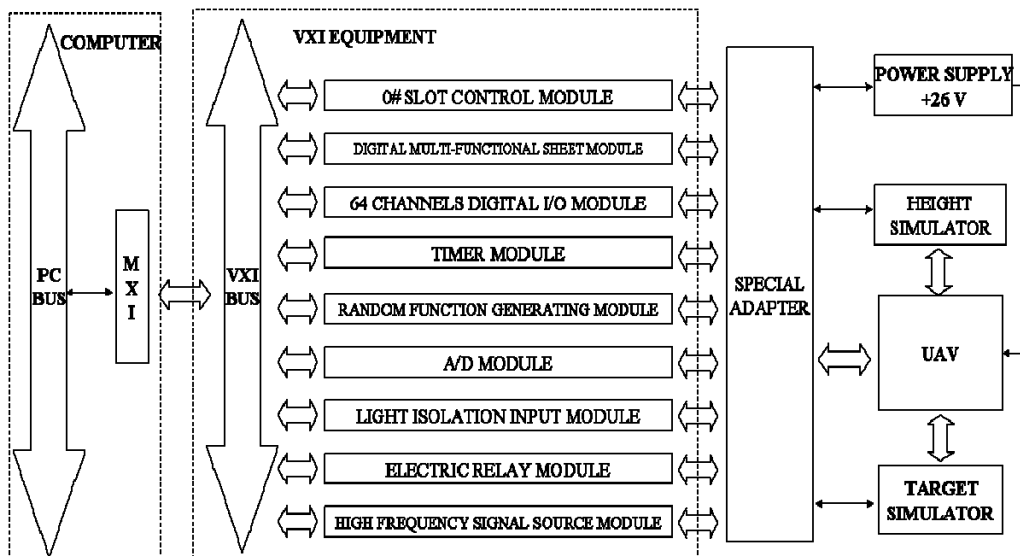 COMPUTER
PC
BUS
M
X
I
VXI EQUIPMENT
VXI
BUS
0# SLOT CONTROL MODULE
DIGITAL MULTI-FUNCTIONAL SHEET MODULE
64 CHANNELS DIGITAL I/O MODULE
TIMER MODULE
RANDOM FUNCTION GENERATING MODULE
A/D MODULE
LIGHT ISOLATION INPUT MODULE
ELECTRIC RELAY MODULE
HIGH FREQUENCY SIGNAL SOURCE MODULE
SPECIAL
ADAPTER
POWER SUPPLY
+26 V
HEIGHT
SIMULATOR
UAV
TARGET
SIMULATOR